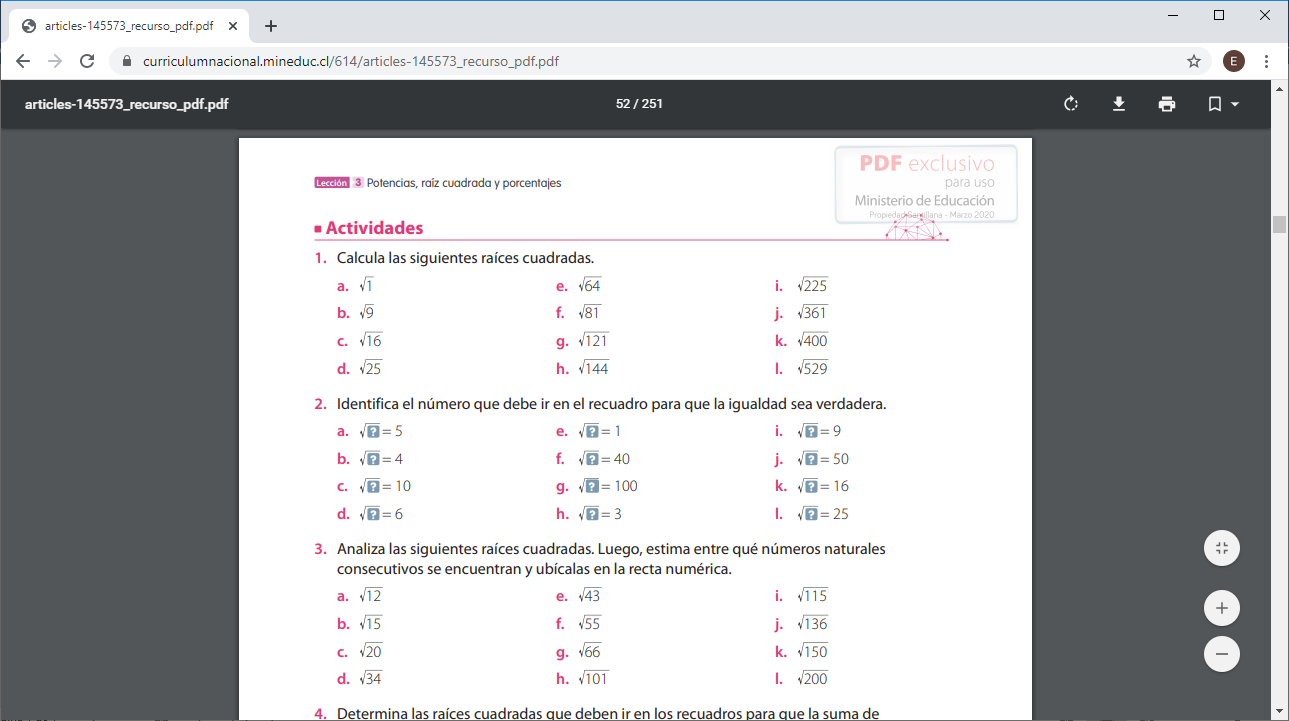 articles-145573_recurso_pdf.pdf
curriculumnacional.mineduc.cl/614/articles-145573_recurso_pdf.pdf
E
articles-145573_recurso_pdf.pdf
52 / 251
PDF exclusivo
para uso
Ministerio de Educación
Propiedad Santillana - Marzo 2020
Lección 3 Potencias, raíz cuadrada y porcentajes
Actividades
1. Calcula las siguientes raíces cuadradas.
a. √1 e. √64 i. √225
b. √9 f. √81 j. √361
c. √16 g. √121 k. √400
d. √25 h. √144 l. √529
2. Identifica el número que debe ir en el recuadro para que la igualdad sea verdadera.
a. √? = 5 e. √? = 1 i. √? = 9
b. √? = 4 f. √? = 40 j. √? = 50
c. √? = 10 g. √? = 100 k. √? = 16
d. √? = 6 h. √? = 3 l. √? = 25
3. Analiza las siguientes raíces cuadradas. Luego, estima entre qué números naturales
consecutivos se encuentran y ubícalas en la recta numérica.
a. √12 e. √43 i. √115
b. √15 f. √55 j. √136
c. √20 g. √66 k. √150
d. √34 h. √101 l. √200
4. Determina las raíces cuadradas que deben ir en los recuadros para que la suma de